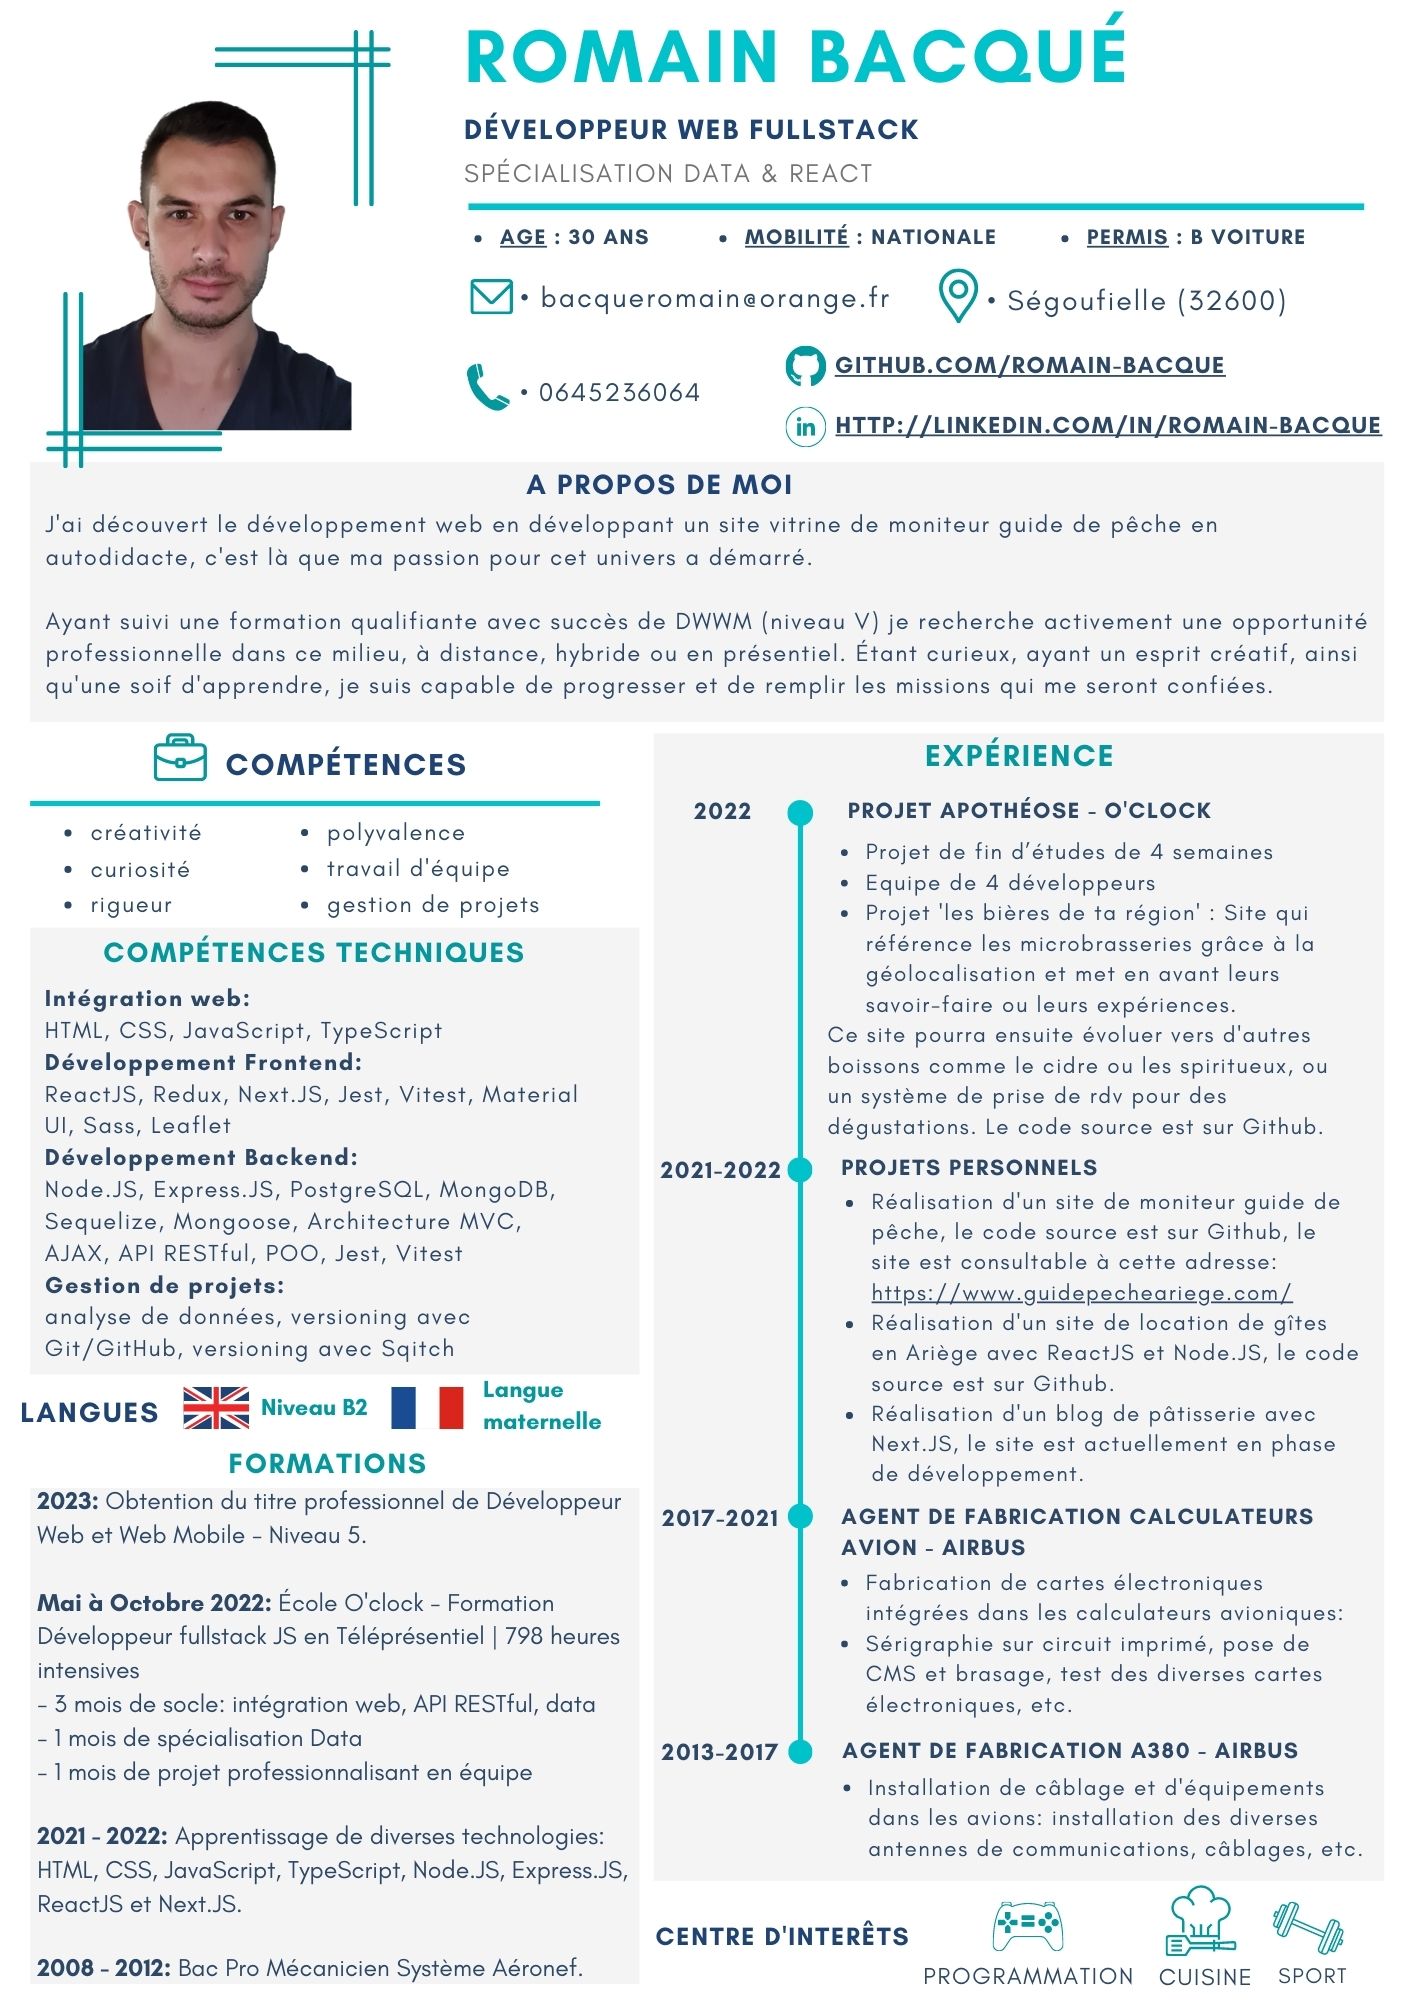 ROMAIN BACQUÉ
DÉVELOPPEUR WEB FULLSTACK
SPÉCIALISATION DATA & REACT
• AGE : 30 ANS • MOBILITÉ : NATIONALE • PERMIS : B VOITURE
• bacqueromain@orange.fr • Ségoufielle (32600)
GITHUB.COM/ROMAIN-BACQUE
• 0645236064
in HTTP://LINKEDIN.COM/IN/ROMAIN-BACQUE
A PROPOS DE MOI
J'ai découvert le développement web en développant un site vitrine de moniteur guide de pêche en
autodidacte, c'est là que ma passion pour cet univers a démarré.
Ayant suivi une formation qualifiante avec succès de DWWM (niveau V) je recherche activement une opportunité
professionnelle dans ce milieu, à distance, hybride ou en présentiel. Étant curieux, ayant un esprit créatif, ainsi
qu'une soif d'apprendre, je suis capable de progresser et de remplir les missions qui me seront confiées.
COMPÉTENCES
• créativité
• curiosité
• rigueur
• polyvalence
• travail d'équipe
• gestion de projets
COMPÉTENCES TECHNIQUES
Intégration web:
HTML, CSS, JavaScript, TypeScript
Développement Frontend:
ReactJS, Redux, Next.JS, Jest, Vitest, Material
UI, Sass, Leaflet
Développement Backend:
Node.JS, Express.JS, PostgreSQL, MongoDB,
Sequelize, Mongoose, Architecture MVC,
AJAX, API RESTful, POO, Jest, Vitest
Gestion de projets:
analyse de données, versioning avec
Git/GitHub, versioning avec Sqitch
LANGUES
Niveau B2
Langue
maternelle
FORMATIONS
2023: Obtention du titre professionnel de Développeur
Web et Web Mobile - Niveau 5.
Mai à Octobre 2022: École O'clock - Formation
Développeur fullstack JS en Téléprésentiel | 798 heures
intensives
- 3 mois de socle: intégration web, API RESTful, data
- 1 mois de spécialisation Data
- 1 mois de projet professionnalisant en équipe
2021 - 2022: Apprentissage de diverses technologies:
HTML, CSS, JavaScript, TypeScript, Node.JS, Express.JS,
ReactJS et Next.JS.
2008 - 2012: Bac Pro Mécanicien Système Aéronef.
EXPÉRIENCE
2022 PROJET APOTHÉOSE - O'CLOCK
• Projet de fin d’études de 4 semaines
• Equipe de 4 développeurs
• Projet 'les bières de ta région' : Site qui
référence les microbrasseries grâce à la
géolocalisation et met en avant leurs
savoir-faire ou leurs expériences.
Ce site pourra ensuite évoluer vers d'autres
boissons comme le cidre ou les spiritueux, ou
un système de prise de rdv pour des
dégustations. Le code source est sur Github.
2021-2022 PROJETS PERSONNELS
• Réalisation d'un site de moniteur guide de
pêche, le code source est sur Github, le
site est consultable à cette adresse:
https://www.guidepecheariege.com/
• Réalisation d'un site de location de gîtes
en Ariège avec ReactJS et Node.JS, le code
source est sur Github.
• Réalisation d'un blog de pâtisserie avec
Next.JS, le site est actuellement en phase
de développement.
2017-2021 AGENT DE FABRICATION CALCULATEURS
AVION - AIRBUS
• Fabrication de cartes électroniques
intégrées dans les calculateurs avioniques:
• Sérigraphie sur circuit imprimé, pose de
CMS et brasage, test des diverses cartes
électroniques, etc.
2013-2017 AGENT DE FABRICATION A380 - AIRBUS
• Installation de câblage et d'équipements
dans les avions: installation des diverses
antennes de communications, câblages, etc.
CENTRE D'INTERÊTS
PROGRAMMATION CUISINE SPORT